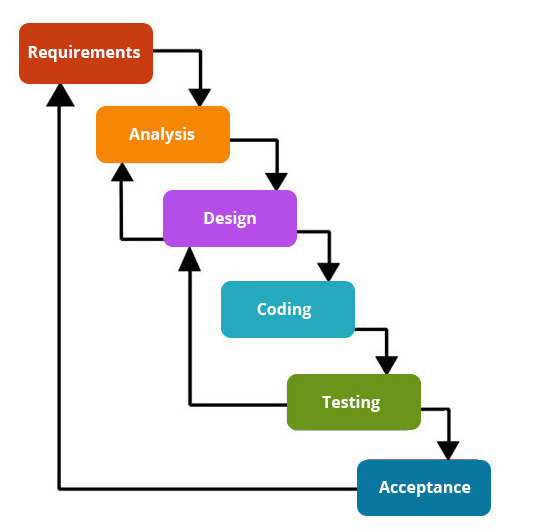 Requirements
Analysis
Design
Coding
Testing
Acceptance